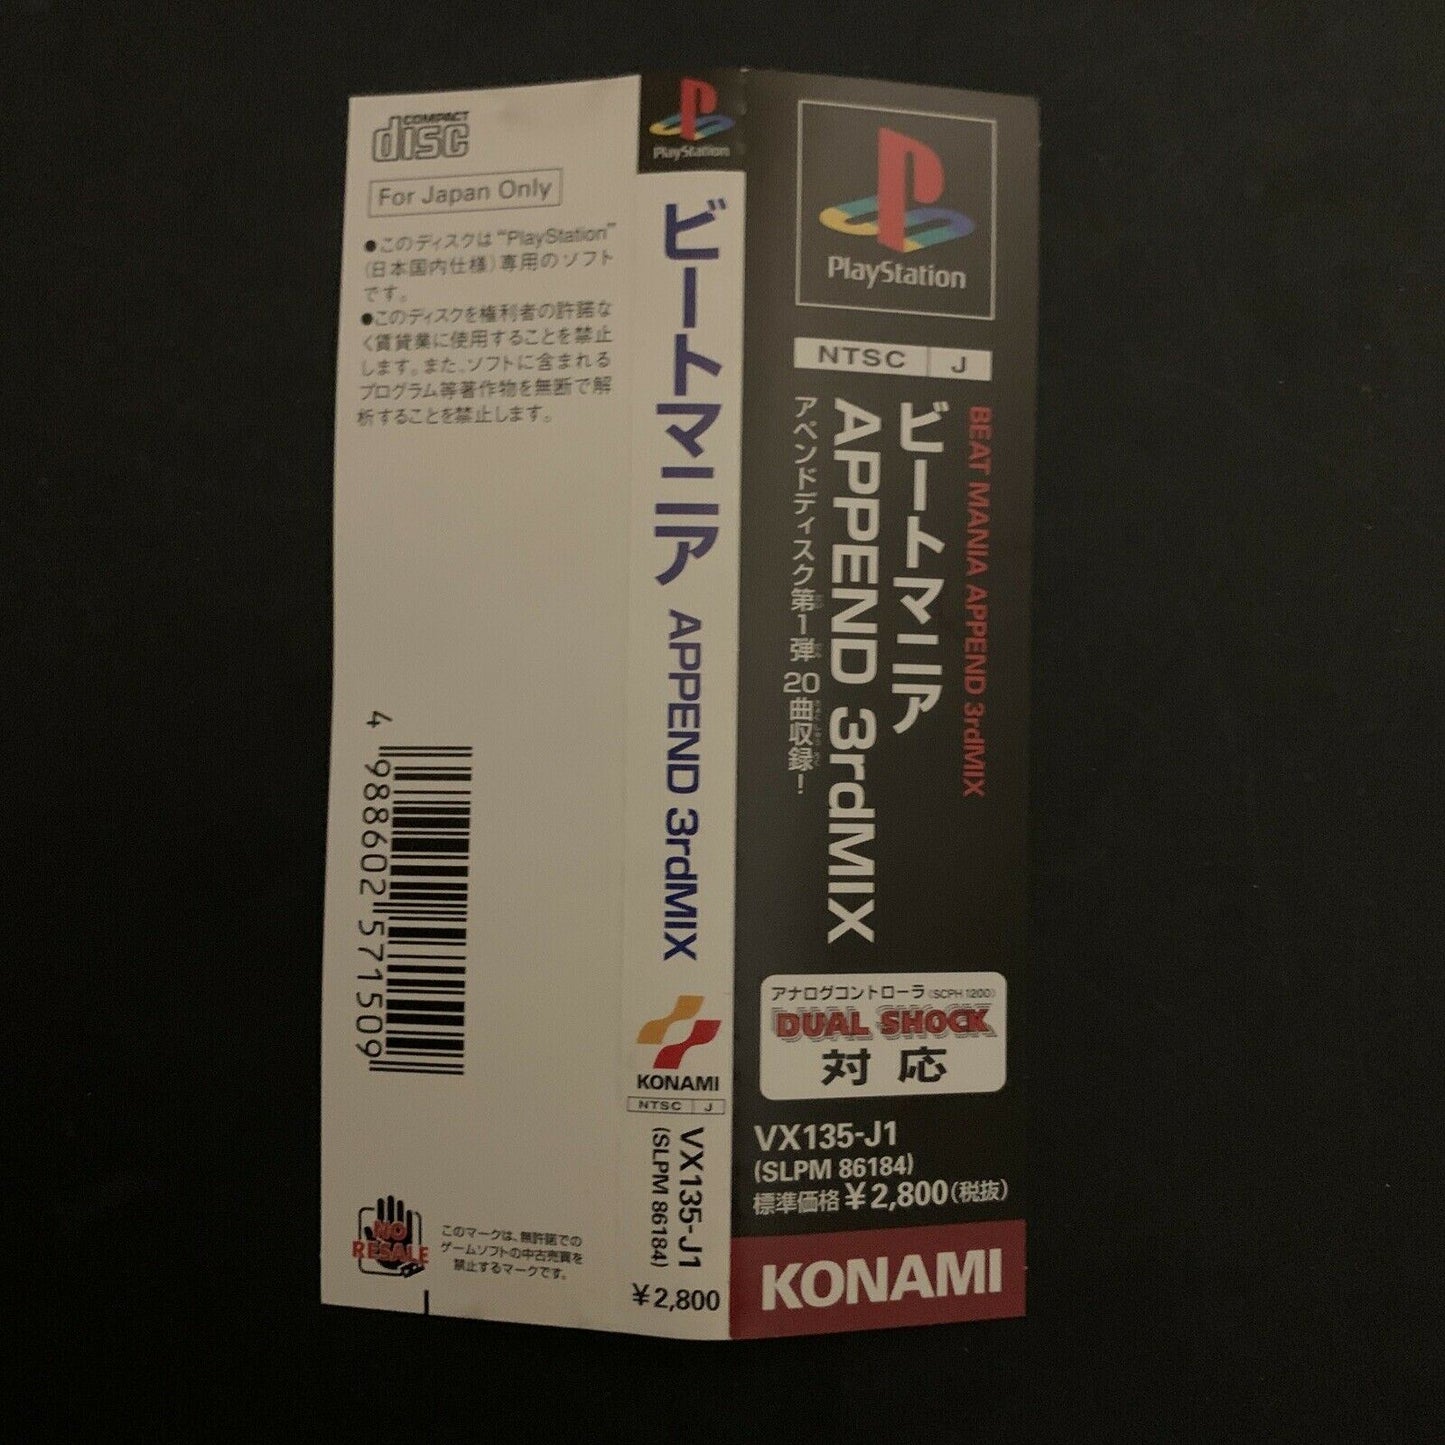 COMPACT
disc
For Japan Only
●このディスクは“PlayStation”
(日本国内仕様)専用のソフト
です。
●このディスクを権利者の許諾な
く賃貸業に使用することを禁止
します。また、ソフトに含まれる
プログラム等著作物を無断で解
析することを禁止します。
4 988602 571509
NO
RESALE
このマークは、無許諾での
ゲームソフトの中古売買を
禁止するマークです。
PlayStation
ビートマニア APPEND 3rdMIX
KONAMI
NTSC J
VX135-J1
(SLPM 86184)
¥2,800
PlayStation
NTSC J
BEAT MANIA APPEND 3rdMIX
ビートマニア
APPEND 3rdMIX
アペンドディスク第1弾 20曲収録!
アナログコントローラ(SCPH 1200)
DUAL SHOCK
対応
VX135-J1
(SLPM 86184)
標準価格¥2,800(税抜)
KONAMI